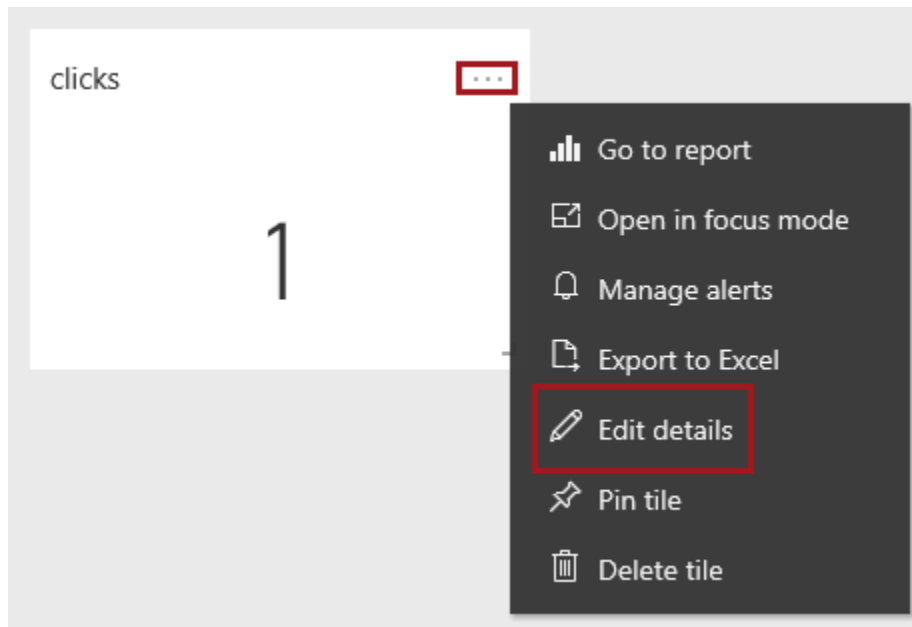 clicks
...
1
Go to report
Open in focus mode
Manage alerts
Export to Excel
Edit details
Pin tile
Delete tile